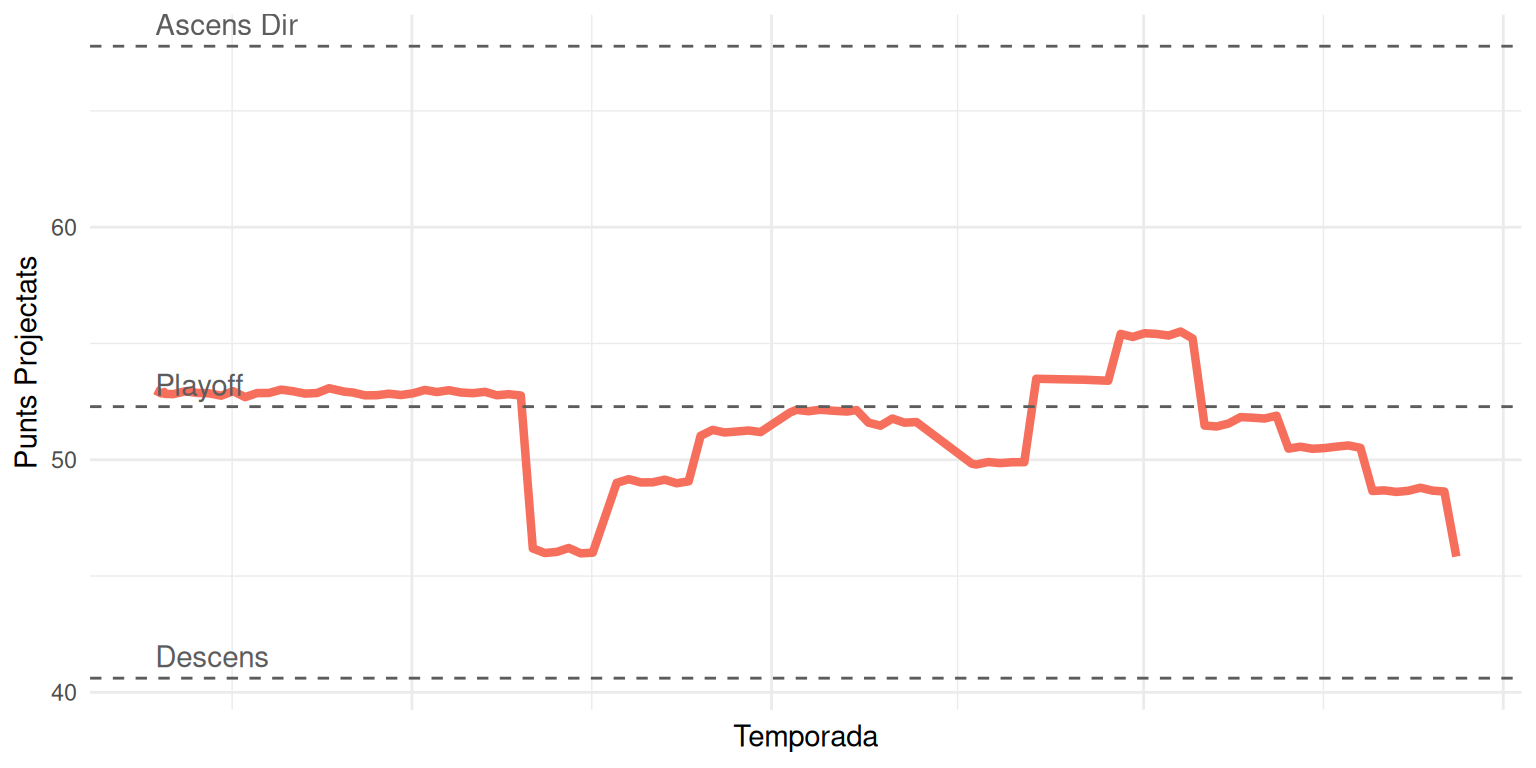 Ascens Dir
60
Playoff
50
Descens
40
Punts Projectats
Temporada